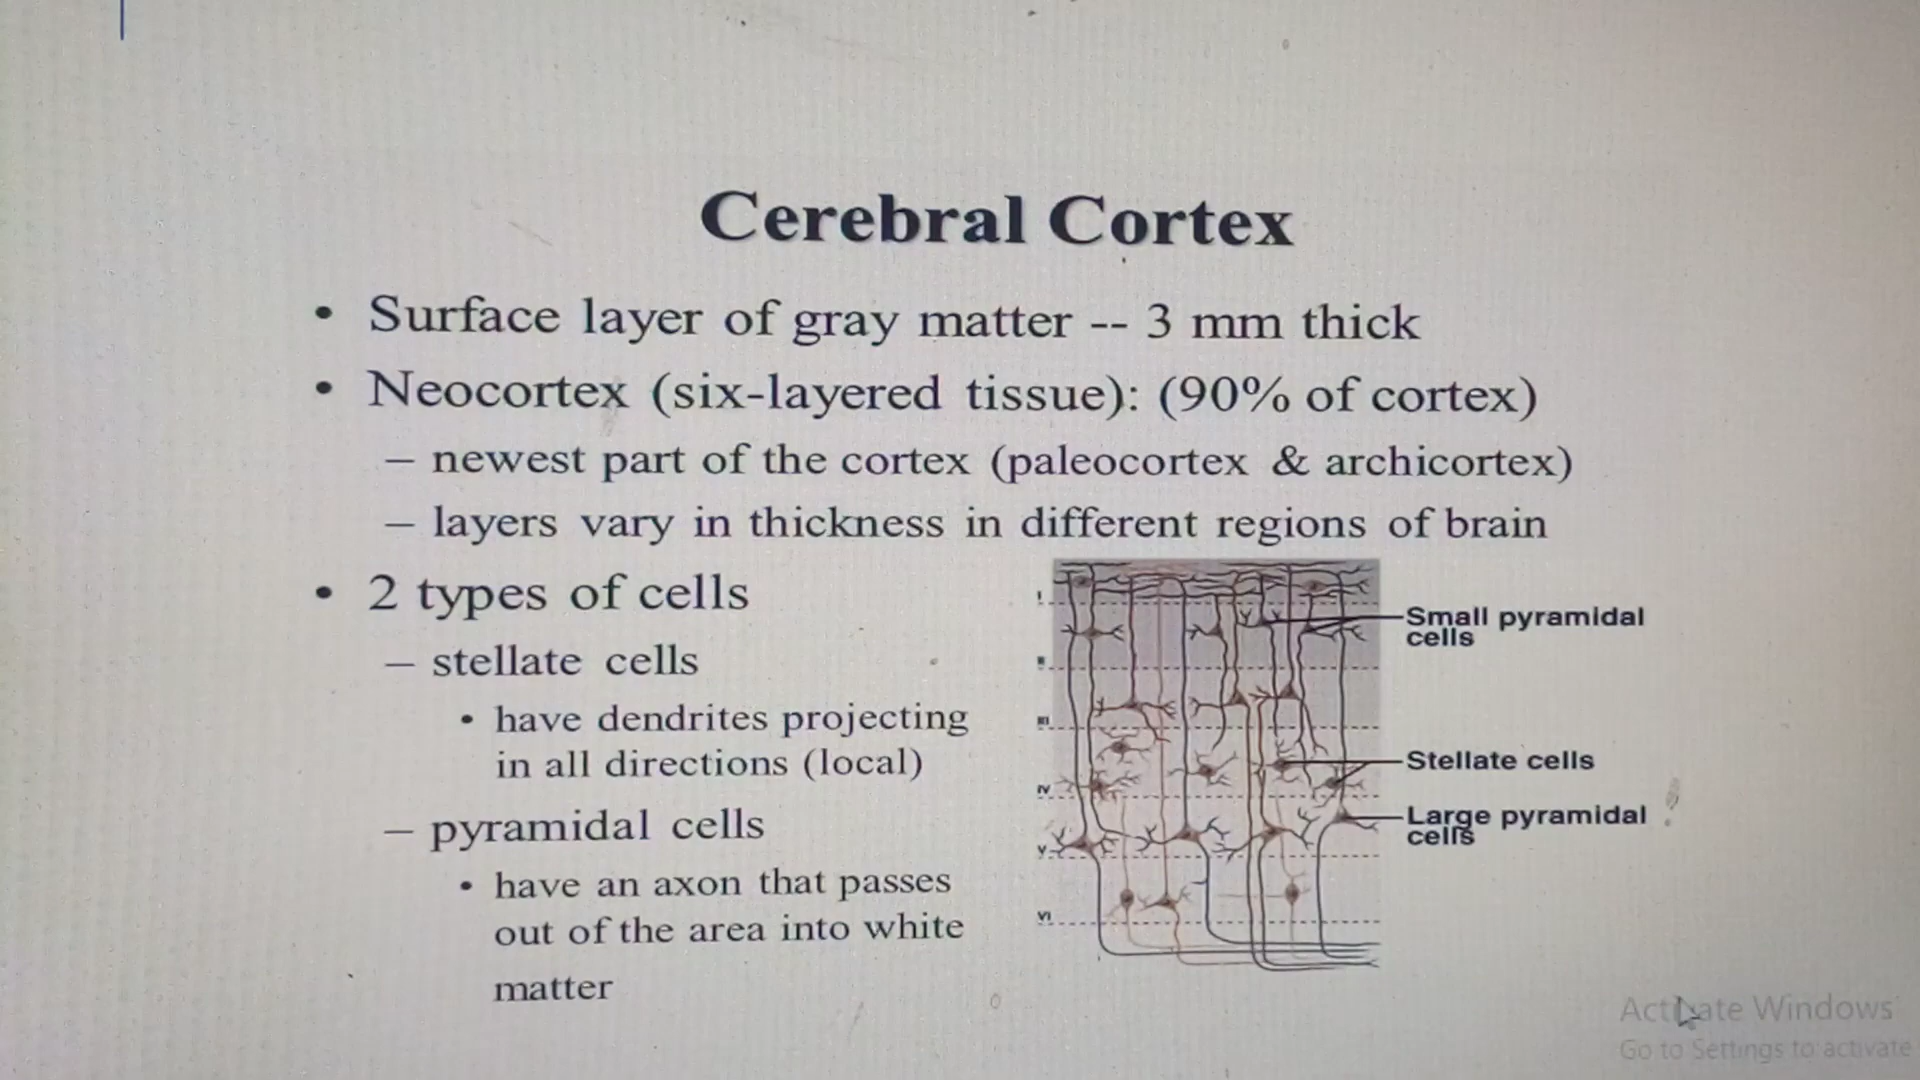 Cerebral Cortex
• Surface layer of gray matter -- 3 mm thick
• Neocortex (six-layered tissue): (90% of cortex)
– newest part of the cortex (paleocortex & archicortex)
– layers vary in thickness in different regions of brain
• 2 types of cells
– stellate cells
• have dendrites projecting
in all directions (local)
– pyramidal cells
• have an axon that passes
out of the area into white
matter
I
II
III
IV
V
VI
Small pyramidal
cells
Stellate cells
Large pyramidal
cells
Activate Windows
Go to Settings to activate